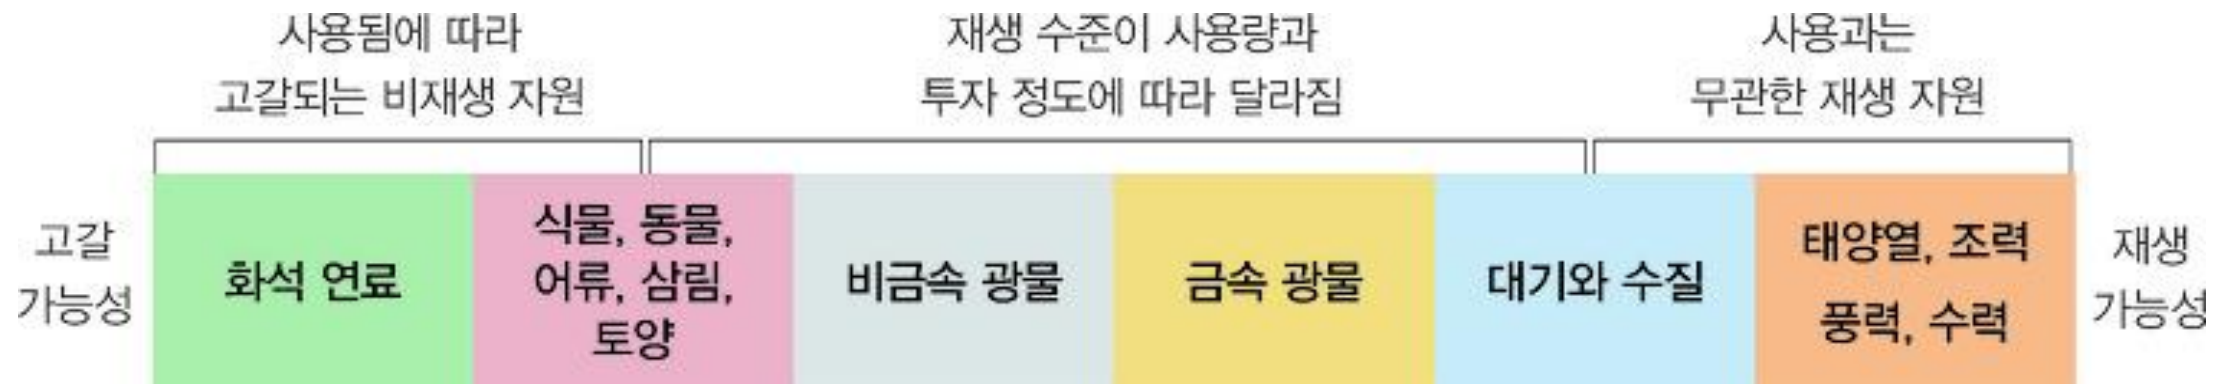 사용됨에 따라
고갈되는 비재생 자원
재생 수준이 사용량과
투자 정도에 따라 달라짐
사용과는
무관한 재생 자원
고갈
가능성
화석 연료
식물, 동물,
어류, 삼림,
토양
비금속 광물
금속 광물
대기와 수질
태양열, 조력
풍력, 수력
재생
가능성